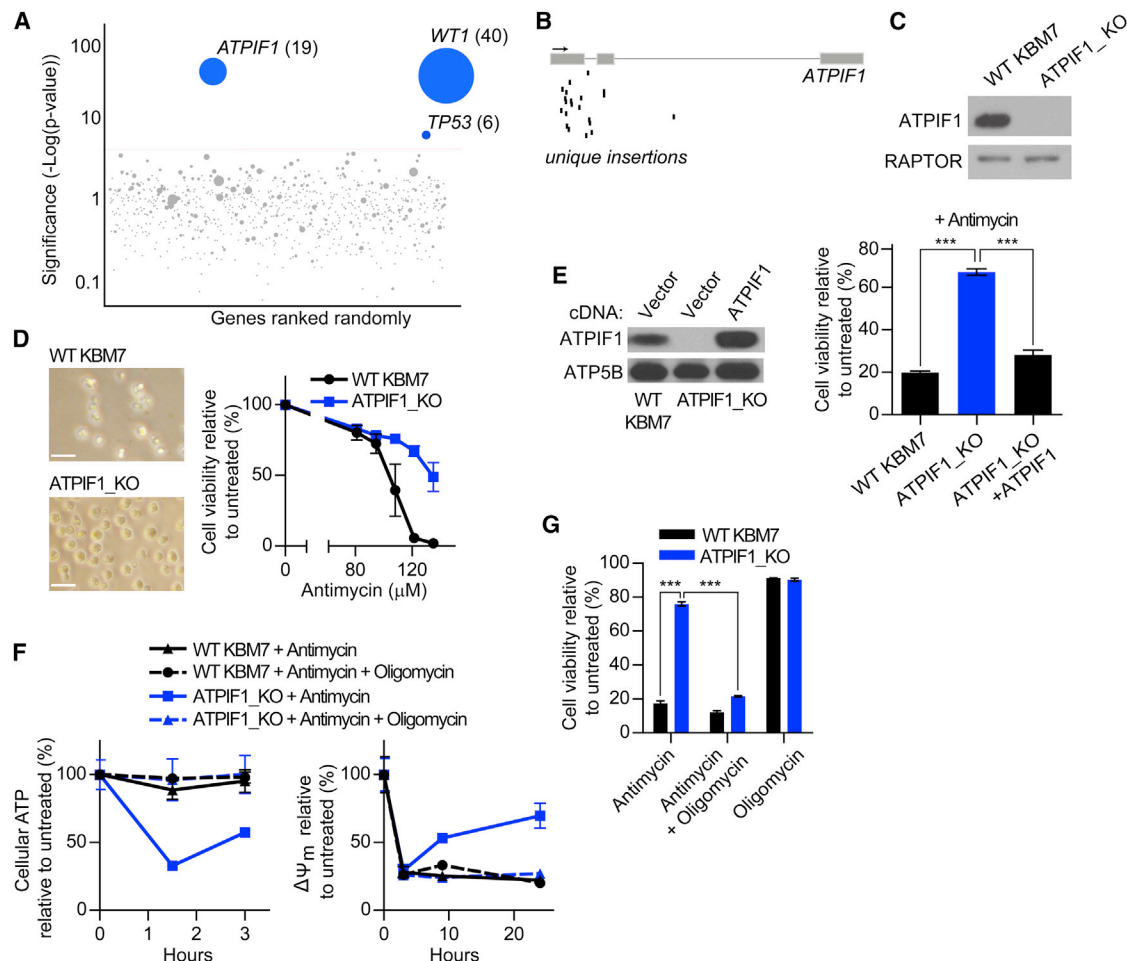 A
Significance (-Log(p-value))
100
10
1
0.1
ATPIF1 (19)
WT1 (40)
TP53 (6)
Genes ranked randomly
B
ATPIF1
unique insertions
C
WT KBM7
ATPIF1_KO
ATPIF1
RAPTOR
D
WT KBM7
ATPIF1_KO
WT KBM7
ATPIF1_KO
Cell viability relative
to untreated (%)
100
50
0
0
80
120
Antimycin (μM)
E
cDNA:
Vector
Vector
ATPIF1
ATPIF1
ATP5B
WT
KBM7
ATPIF1_KO
+ Antimycin
***
***
Cell viability relative
to untreated (%)
80
60
40
20
0
WT KBM7
ATPIF1_KO
ATPIF1_KO
+ATPIF1
F
WT KBM7 + Antimycin
WT KBM7 + Antimycin + Oligomycin
ATPIF1_KO + Antimycin
ATPIF1_KO + Antimycin + Oligomycin
Cellular ATP
relative to untreated (%)
100
50
0
0
1
2
3
Hours
ΔΨm relative
to untreated (%)
100
50
0
0
10
20
Hours
G
WT KBM7
ATPIF1_KO
***
***
Cell viability relative
to untreated (%)
100
80
60
40
20
0
Antimycin
Antimycin
+ Oligomycin
Oligomycin